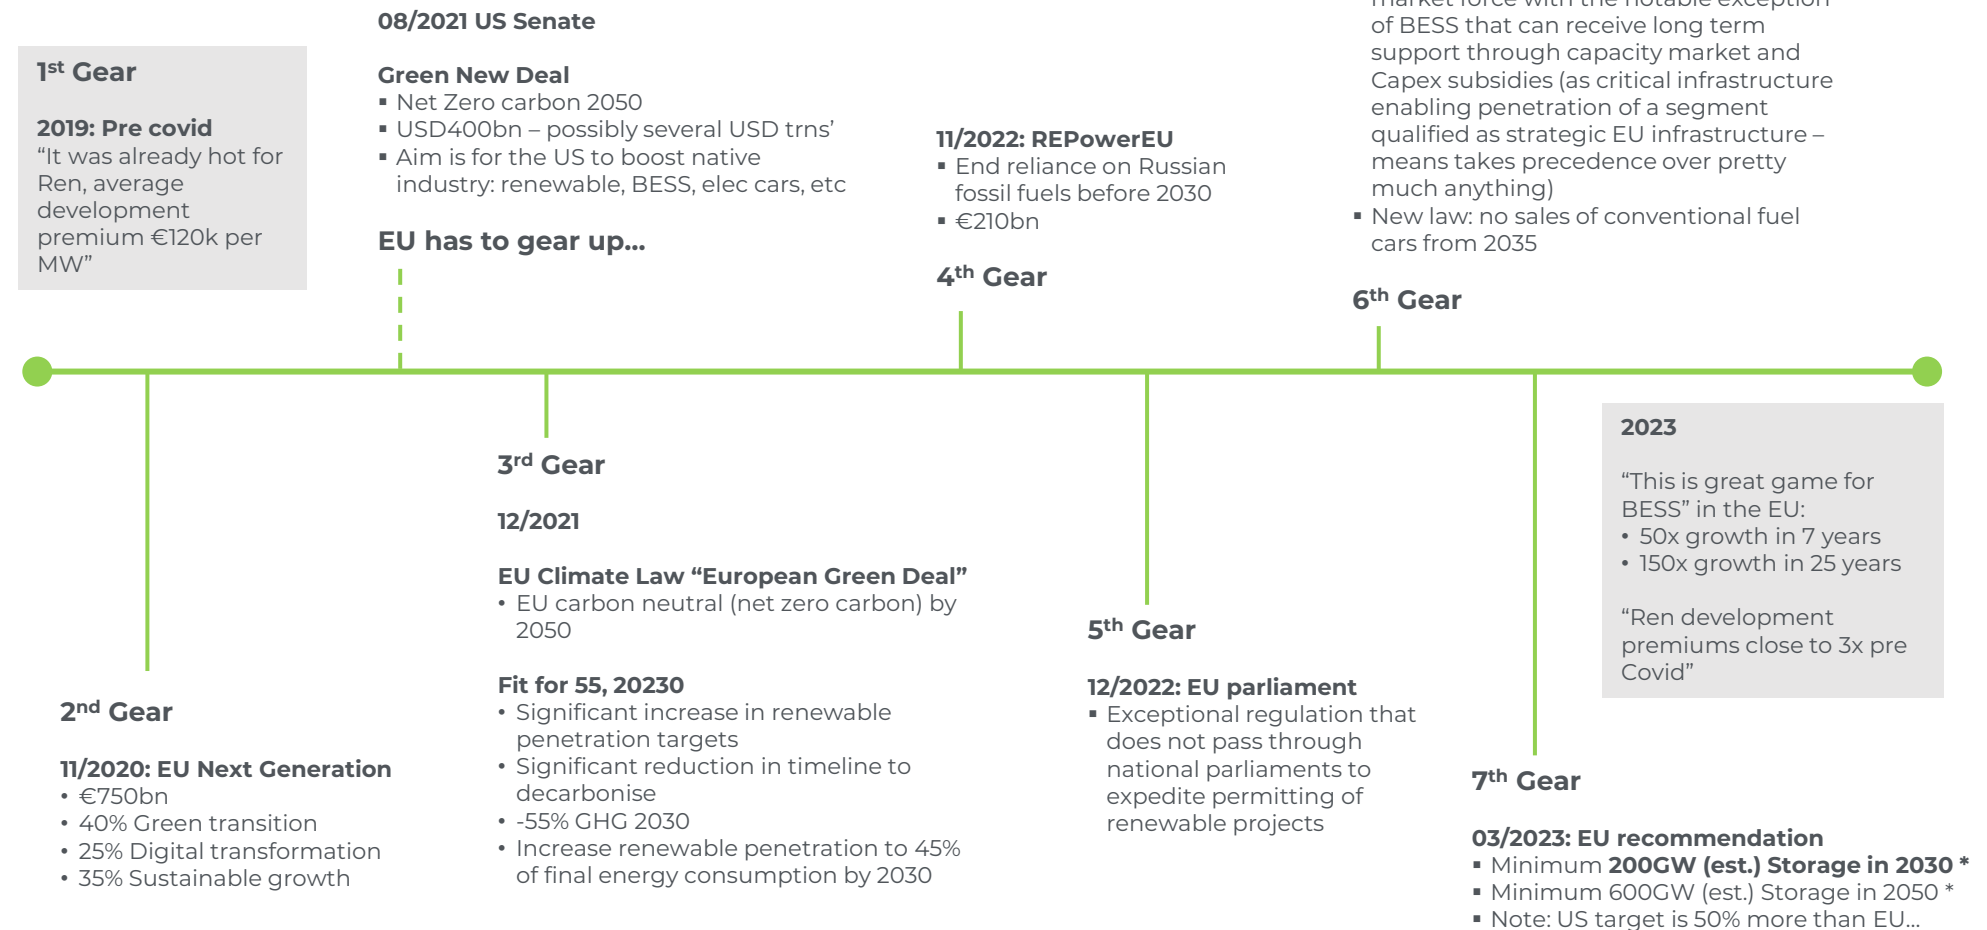 1st Gear
2019: Pre covid
“It was already hot for
Ren, average
development
premium €120k per
MW”
08/2021 US Senate
Green New Deal
▪ Net Zero carbon 2050
▪ USD400bn – possibly several USD trns’
▪ Aim is for the US to boost native
industry: renewable, BESS, elec cars, etc
EU has to gear up...
11/2022: REPowerEU
▪ End reliance on Russian
fossil fuels before 2030
▪ €210bn
4th Gear
market force with the notable exception
of BESS that can receive long term
support through capacity market and
Capex subsidies (as critical infrastructure
enabling penetration of a segment
qualified as strategic EU infrastructure –
means takes precedence over pretty
much anything)
▪ New law: no sales of conventional fuel
cars from 2035
6th Gear
2nd Gear
11/2020: EU Next Generation
• €750bn
• 40% Green transition
• 25% Digital transformation
• 35% Sustainable growth
3rd Gear
12/2021
EU Climate Law “European Green Deal”
• EU carbon neutral (net zero carbon) by
2050
Fit for 55, 20230
• Significant increase in renewable
penetration targets
• Significant reduction in timeline to
decarbonise
• -55% GHG 2030
• Increase renewable penetration to 45%
of final energy consumption by 2030
5th Gear
12/2022: EU parliament
▪ Exceptional regulation that
does not pass through
national parliaments to
expedite permitting of
renewable projects
7th Gear
03/2023: EU recommendation
▪ Minimum 200GW (est.) Storage in 2030 *
▪ Minimum 600GW (est.) Storage in 2050 *
▪ Note: US target is 50% more than EU...
2023
“This is great game for
BESS” in the EU:
• 50x growth in 7 years
• 150x growth in 25 years
“Ren development
premiums close to 3x pre
Covid”